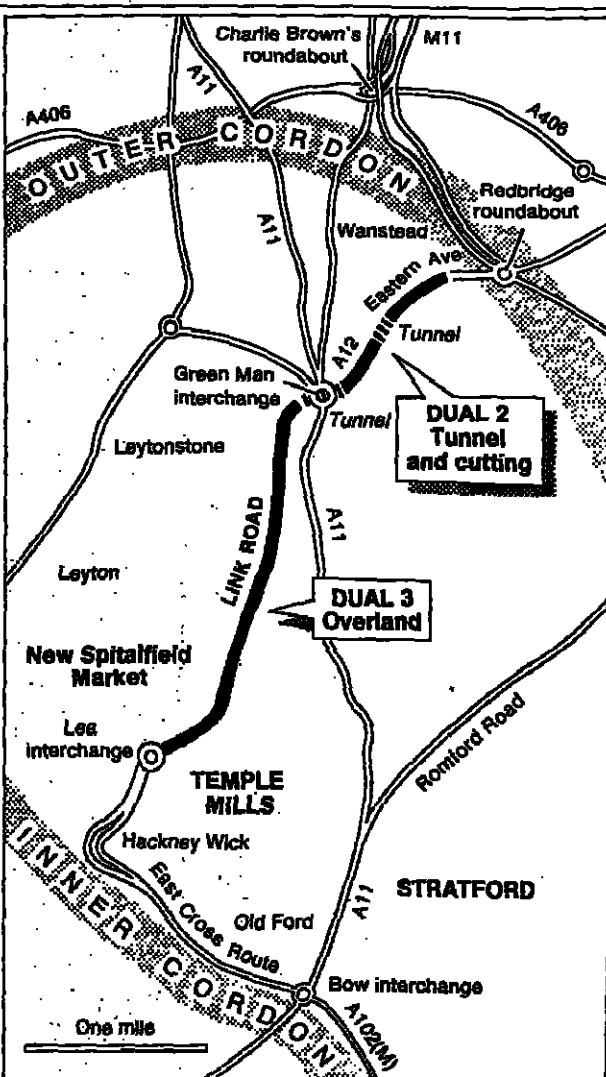 Charlie Brown's
roundabout
M11
A11
A406
A406
OUTER CORDON
Redbridge
roundabout
A11
Wanstead
Eastern Ave
A12
Tunnel
Green Man
interchange
Tunnel
DUAL 2
Tunnel
and cutting
Leytonstone
LINK ROAD
A11
Leyton
DUAL 3
Overland
New Spitalfield
Market
Lea
interchange
Romford Road
TEMPLE
MILLS
Hackney Wick
INNER CORDON
East Cross Route
A11
STRATFORD
Old Ford
Bow interchange
A102(M)
One mile